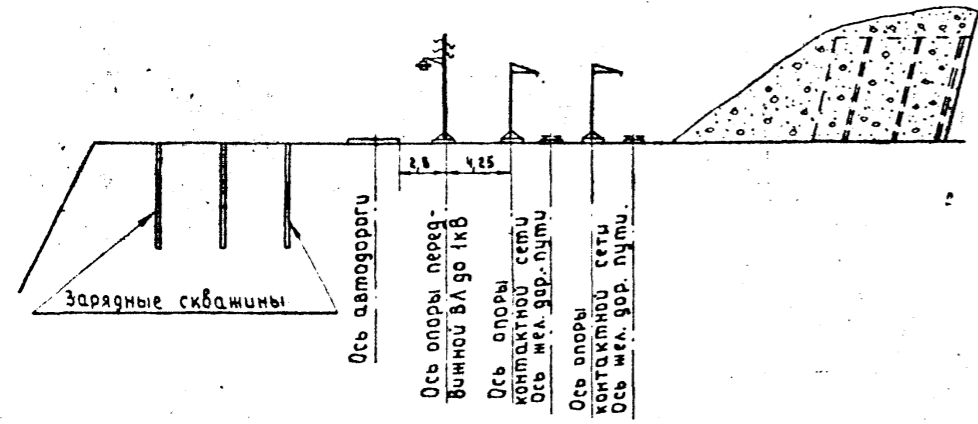 2,8
4,25
Зарядные скважины
Ось автодороги
Ось опоры перед-
вижной ВЛ до 1кВ
Ось опоры
контактной сети
Ось жел. дор. пути
Ось опоры
контактной сети
Ось жел. дор. пути.